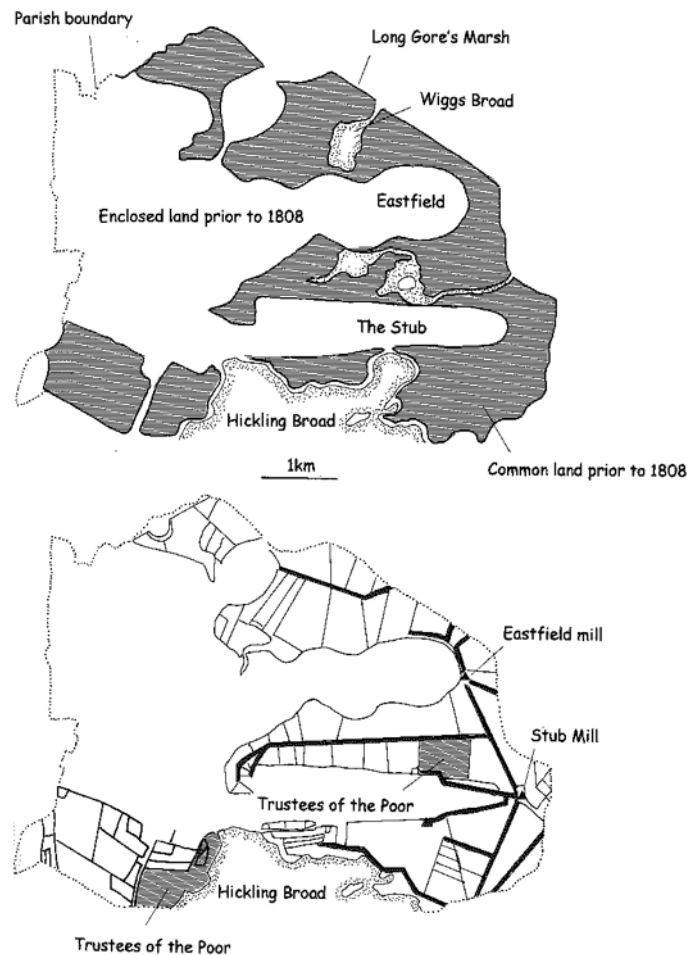 Parish boundary
Long Gore's Marsh
Wiggs Broad
Eastfield
Enclosed land prior to 1808
The Stub
Hickling Broad
1km
Common land prior to 1808
Eastfield mill
Stub Mill
Trustees of the Poor
Hickling Broad
Trustees of the Poor